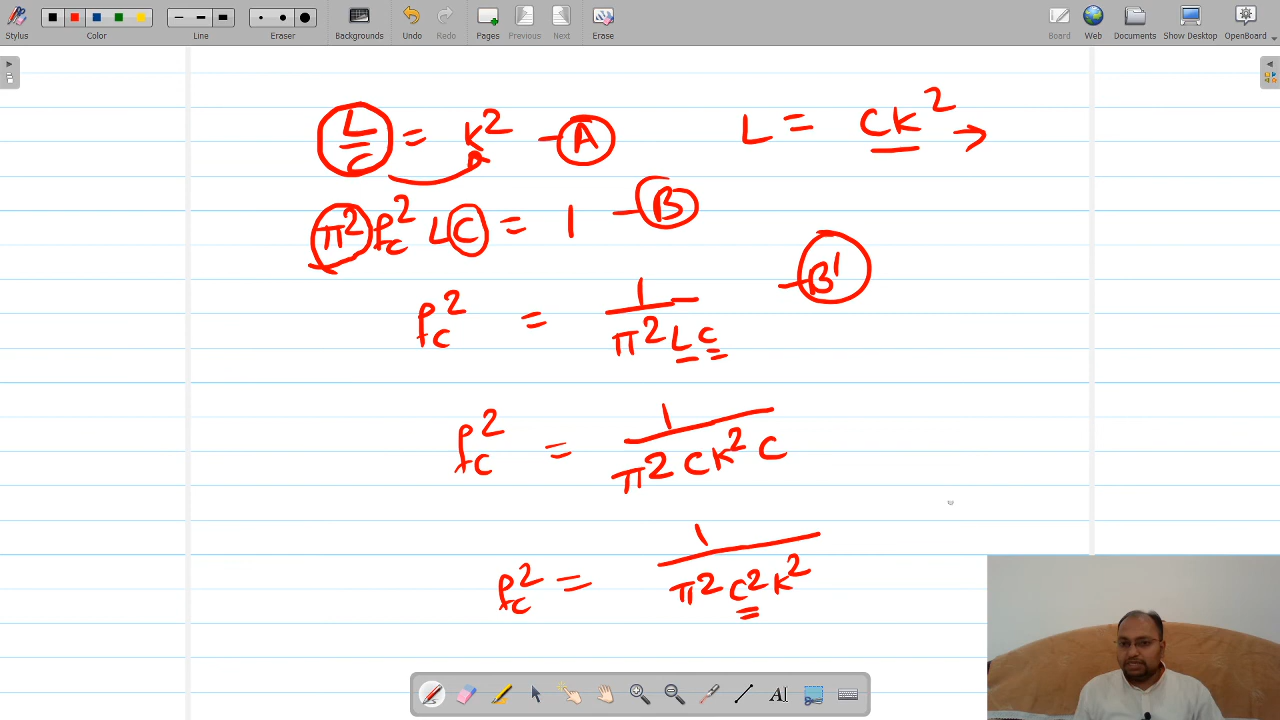 Stylus Color Line Eraser Backgrounds Undo Redo Pages Previous Next Erase Board Web Documents Show Desktop OpenBoard
L/C = k² - A L = Ck² →
π² fc² LC = 1 - B
fc² = 1/π²LC - B'
fc² = 1/π²Ck²C
fc² = 1/π²C²k²
AI